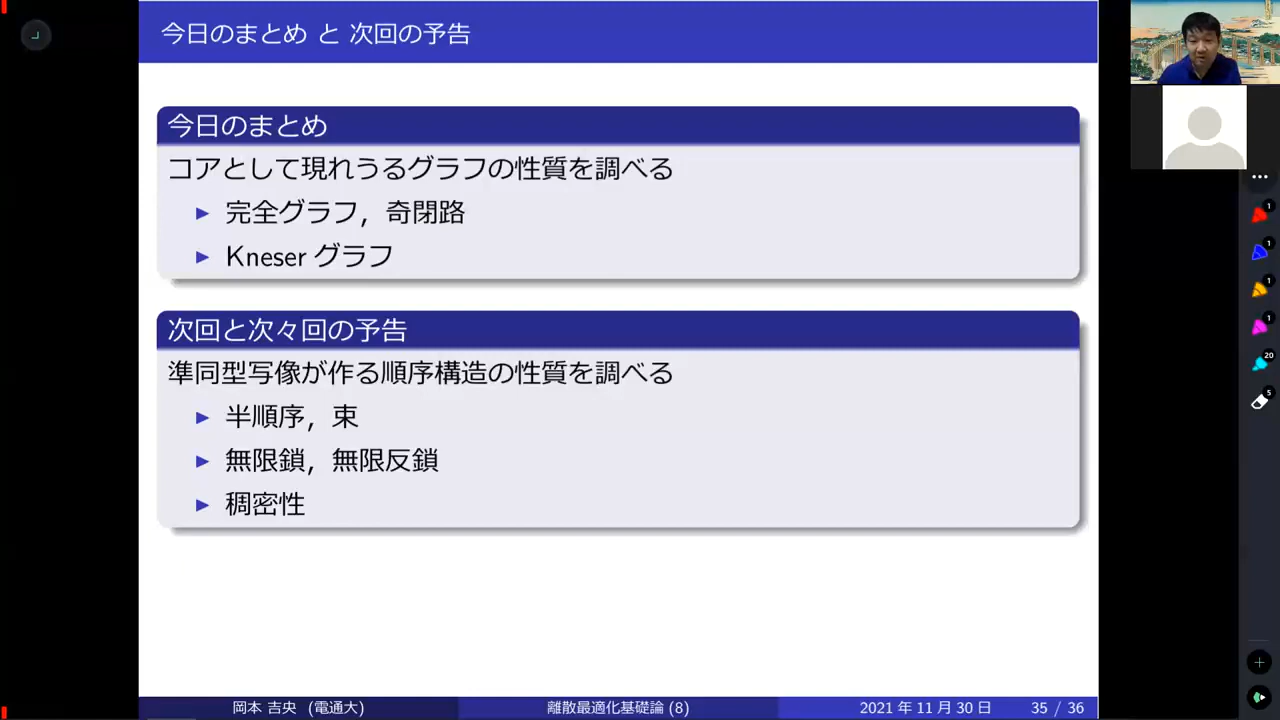 今日のまとめ と 次回の予告
今日のまとめ
コアとして現れうるグラフの性質を調べる
▶ 完全グラフ，奇閉路
▶ Kneser グラフ
次回と次々回の予告
準同型写像が作る順序構造の性質を調べる
▶ 半順序，束
▶ 無限鎖，無限反鎖
▶ 稠密性
岡本 吉央 (電通大)
離散最適化基礎論 (8)
2021 年 11 月 30 日
35 / 36
1
1
1
1
20
5